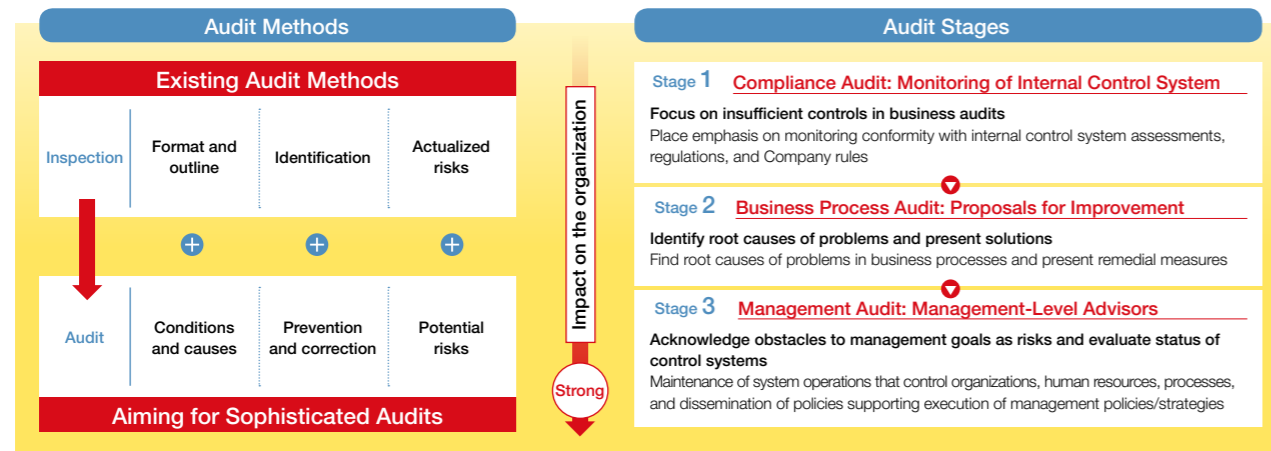 Audit Methods
Existing Audit Methods
Inspection
Format and
outline
Identification
Actualized
risks
Audit
Conditions
and causes
Prevention
and correction
Potential
risks
Aiming for Sophisticated Audits
Impact on the organization
Strong
Audit Stages
Stage 1 Compliance Audit: Monitoring of Internal Control System
Focus on insufficient controls in business audits
Place emphasis on monitoring conformity with internal control system assessments,
regulations, and Company rules
Stage 2 Business Process Audit: Proposals for Improvement
Identify root causes of problems and present solutions
Find root causes of problems in business processes and present remedial measures
Stage 3 Management Audit: Management-Level Advisors
Acknowledge obstacles to management goals as risks and evaluate status of
control systems
Maintenance of system operations that control organizations, human resources, processes,
and dissemination of policies supporting execution of management policies/strategies